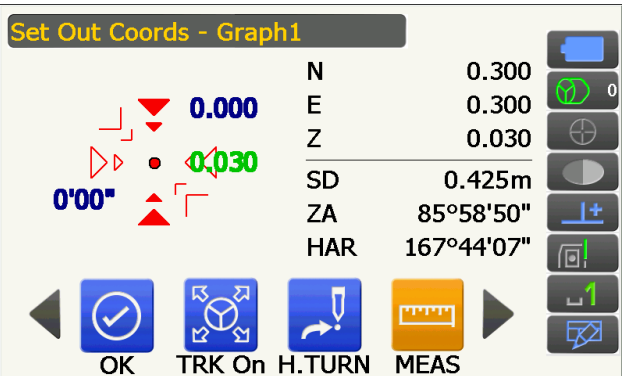 Set Out Coords - Graph1
N 0.300
0.000 E 0.300
Z 0.030
0.030
SD 0.425m
0'00" ZA 85°58'50"
HAR 167°44'07"
0
1
OK TRK On H.TURN MEAS